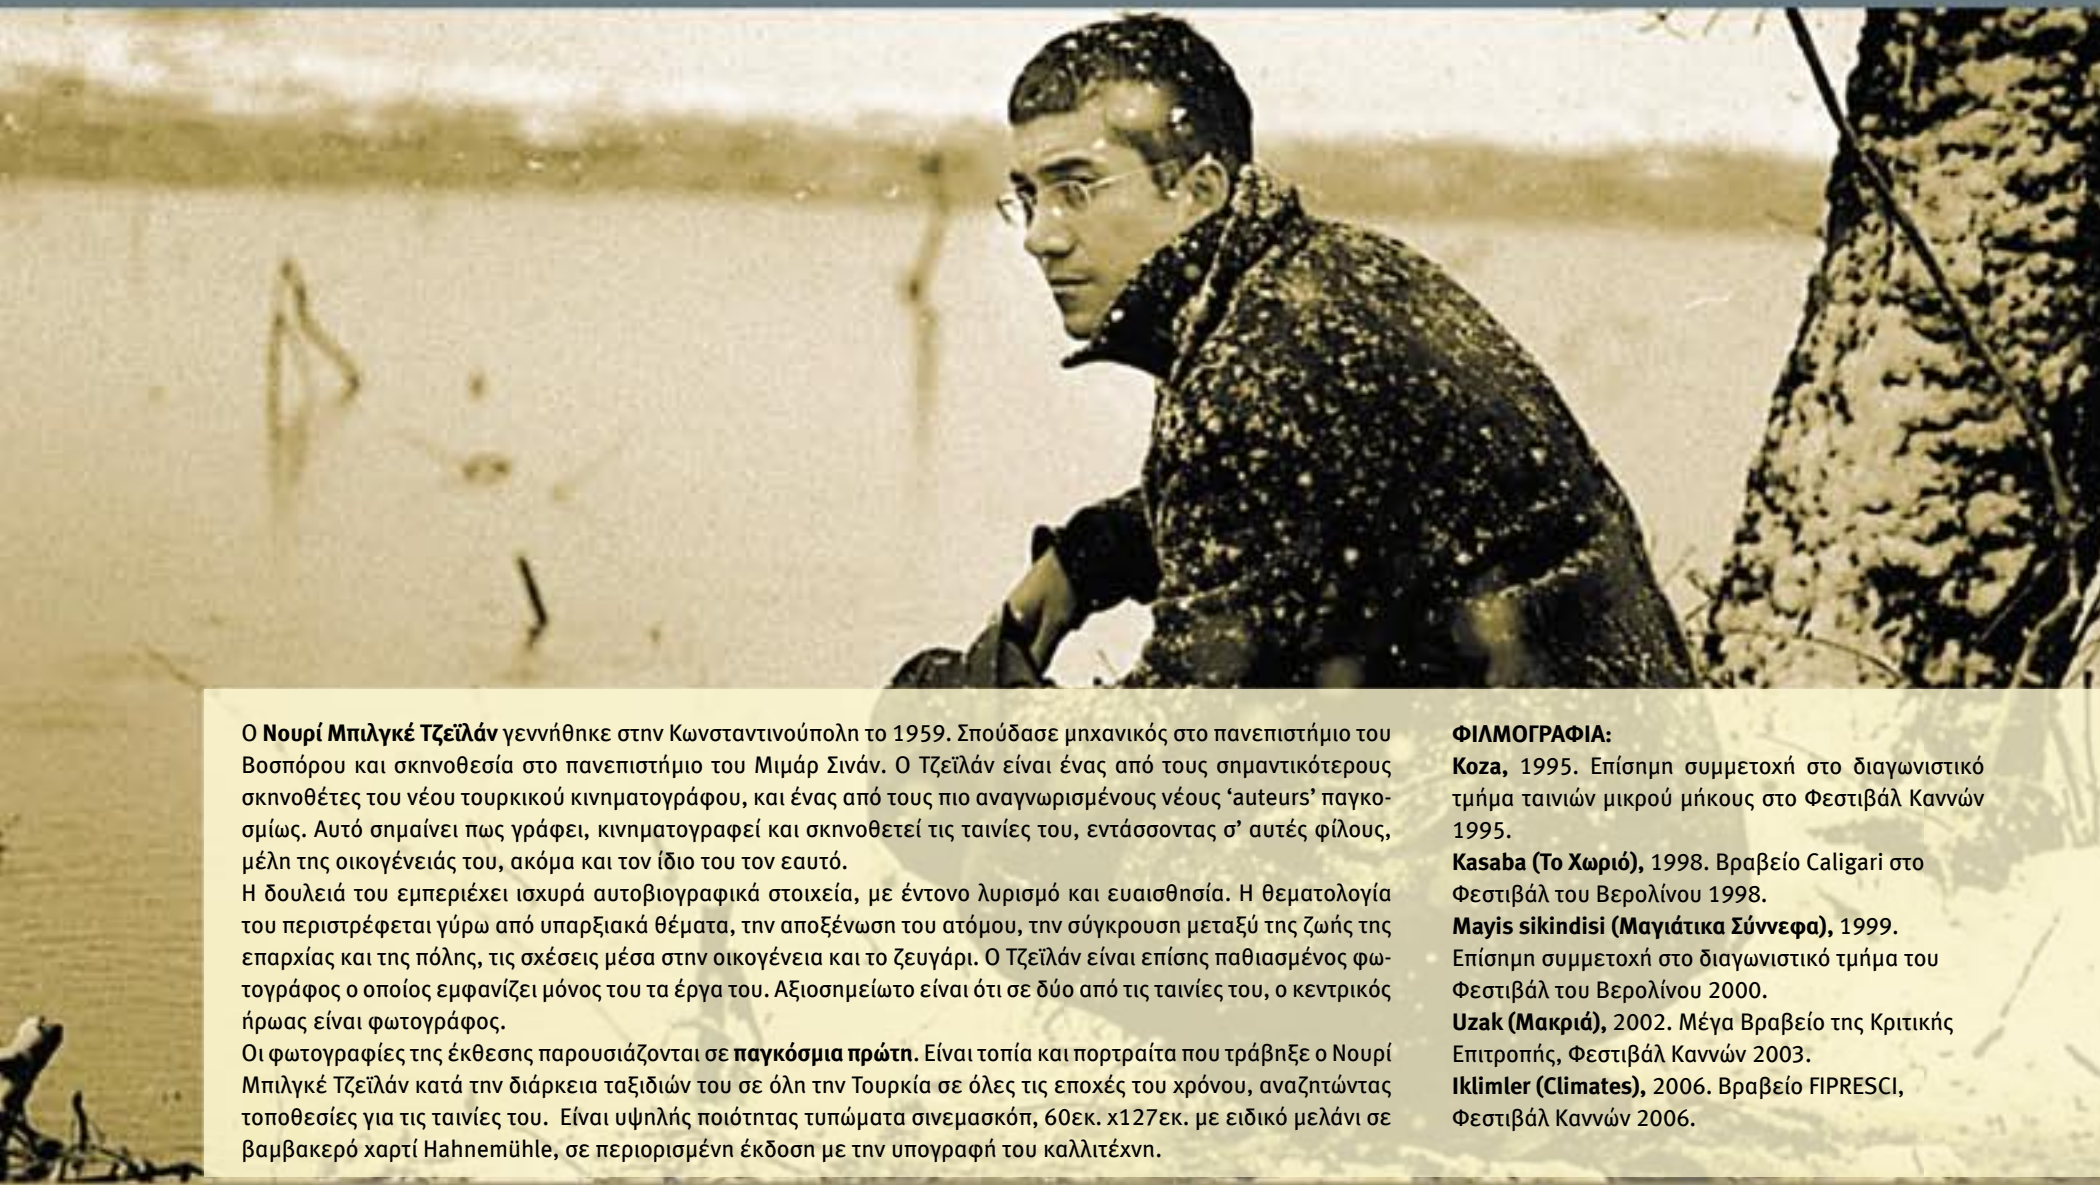 Ο Νουρί Μπιλγκέ Τζεϊλάν γεννήθηκε στην Κωνσταντινούπολη το 1959. Σπούδασε μηχανικός στο πανεπιστήμιο του
Βοσπόρου και σκηνοθεσία στο πανεπιστήμιο του Μιμάρ Σινάν. Ο Τζεϊλάν είναι ένας από τους σημαντικότερους
σκηνοθέτες του νέου τουρκικού κινηματογράφου, και ένας από τους πιο αναγνωρισμένους νέους ‘auteurs’ παγκο-
σμίως. Αυτό σημαίνει πως γράφει, κινηματογραφεί και σκηνοθετεί τις ταινίες του, εντάσσοντας σ’ αυτές φίλους,
μέλη της οικογένειάς του, ακόμα και τον ίδιο του τον εαυτό.
Η δουλειά του εμπεριέχει ισχυρά αυτοβιογραφικά στοιχεία, με έντονο λυρισμό και ευαισθησία. Η θεματολογία
του περιστρέφεται γύρω από υπαρξιακά θέματα, την αποξένωση του ατόμου, την σύγκρουση μεταξύ της ζωής της
επαρχίας και της πόλης, τις σχέσεις μέσα στην οικογένεια και το ζευγάρι. Ο Τζεϊλάν είναι επίσης παθιασμένος φω-
τογράφος ο οποίος εμφανίζει μόνος του τα έργα του. Αξιοσημείωτο είναι ότι σε δύο από τις ταινίες του, ο κεντρικός
ήρωας είναι φωτογράφος.
Οι φωτογραφίες της έκθεσης παρουσιάζονται σε παγκόσμια πρώτη. Είναι τοπία και πορτραίτα που τράβηξε ο Νουρί
Μπιλγκέ Τζεϊλάν κατά την διάρκεια ταξιδιών του σε όλη την Τουρκία σε όλες τις εποχές του χρόνου, αναζητώντας
τοποθεσίες για τις ταινίες του. Είναι υψηλής ποιότητας τυπώματα σινεμασκόπ, 60εκ. x127εκ. με ειδικό μελάνι σε
βαμβακερό χαρτί Hahnemühle, σε περιορισμένη έκδοση με την υπογραφή του καλλιτέχνη.
ΦΙΛΜΟΓΡΑΦΙΑ:
Koza, 1995. Επίσημη συμμετοχή στο διαγωνιστικό
τμήμα ταινιών μικρού μήκους στο Φεστιβάλ Καννών
1995.
Kasaba (Το Χωριό), 1998. Βραβείο Caligari στο
Φεστιβάλ του Βερολίνου 1998.
Mayis sikindisi (Μαγιάτικα Σύννεφα), 1999.
Επίσημη συμμετοχή στο διαγωνιστικό τμήμα του
Φεστιβάλ του Βερολίνου 2000.
Uzak (Μακριά), 2002. Μέγα Βραβείο της Κριτικής
Επιτροπής, Φεστιβάλ Καννών 2003.
Iklimler (Climates), 2006. Βραβείο FIPRESCI,
Φεστιβάλ Καννών 2006.